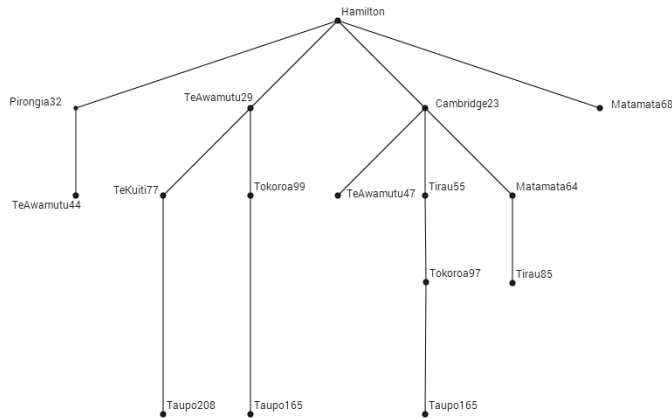 Hamilton
Pirongia32
TeAwamutu29
Cambridge23
Matamata68
TeAwamutu44
TeKuiti77
Tokoroa99
TeAwamutu47
Tirau55
Matamata64
Tokoroa97
Tirau85
Taupo208
Taupo165
Taupo165